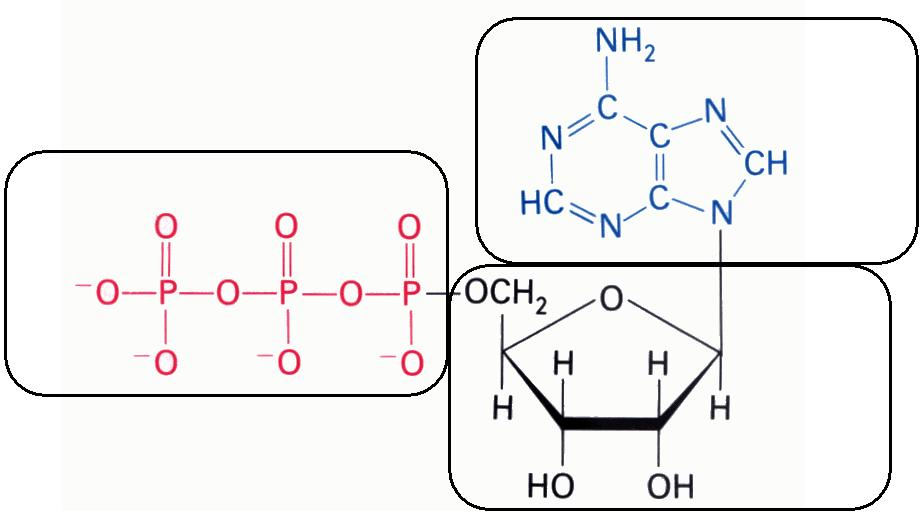 NH₂
N C C N CH
HC N C N
O O O
⁻O P O P O P OCH₂ O
⁻O ⁻O ⁻O H H
H H
HO OH